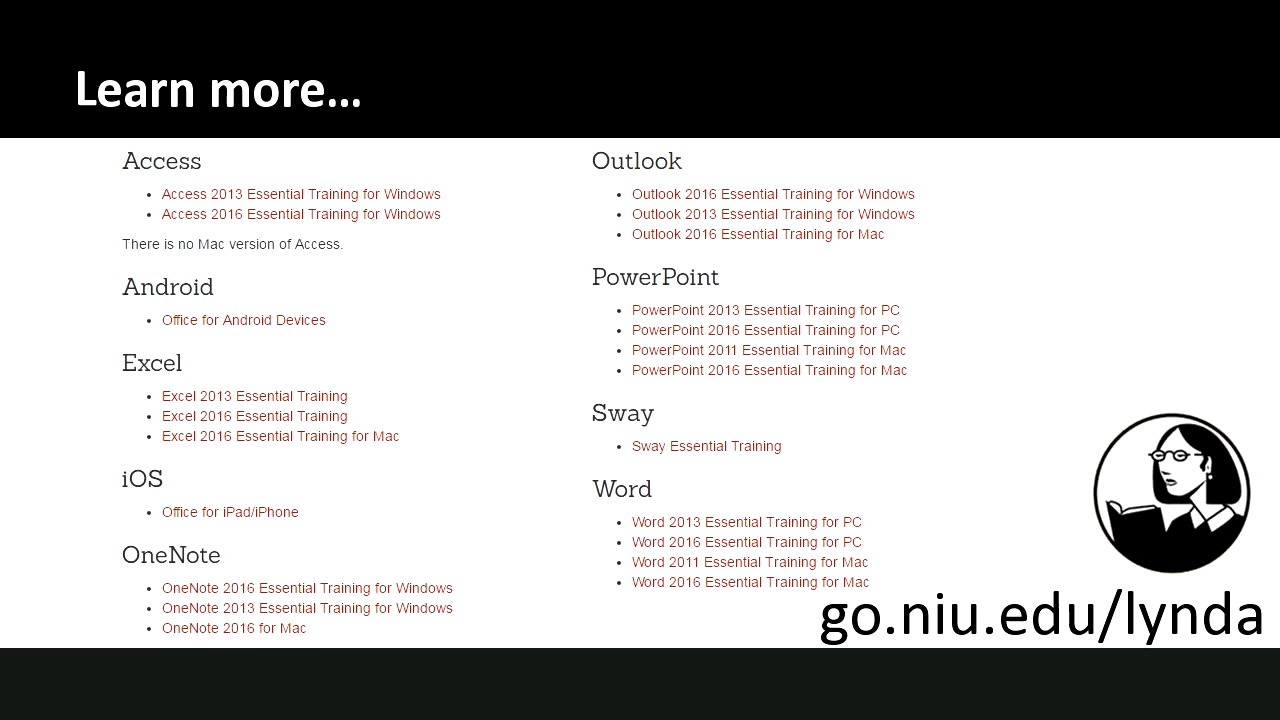 Learn more...
Access
Access 2013 Essential Training for Windows
Access 2016 Essential Training for Windows
There is no Mac version of Access.
Android
Office for Android Devices
Excel
Excel 2013 Essential Training
Excel 2016 Essential Training
Excel 2016 Essential Training for Mac
iOS
Office for iPad/iPhone
OneNote
OneNote 2016 Essential Training for Windows
OneNote 2013 Essential Training for Windows
OneNote 2016 for Mac
Outlook
Outlook 2016 Essential Training for Windows
Outlook 2013 Essential Training for Windows
Outlook 2016 Essential Training for Mac
PowerPoint
PowerPoint 2013 Essential Training for PC
PowerPoint 2016 Essential Training for PC
PowerPoint 2011 Essential Training for Mac
PowerPoint 2016 Essential Training for Mac
Sway
Sway Essential Training
Word
Word 2013 Essential Training for PC
Word 2016 Essential Training for PC
Word 2011 Essential Training for Mac
Word 2016 Essential Training for Mac
go.niu.edu/lynda